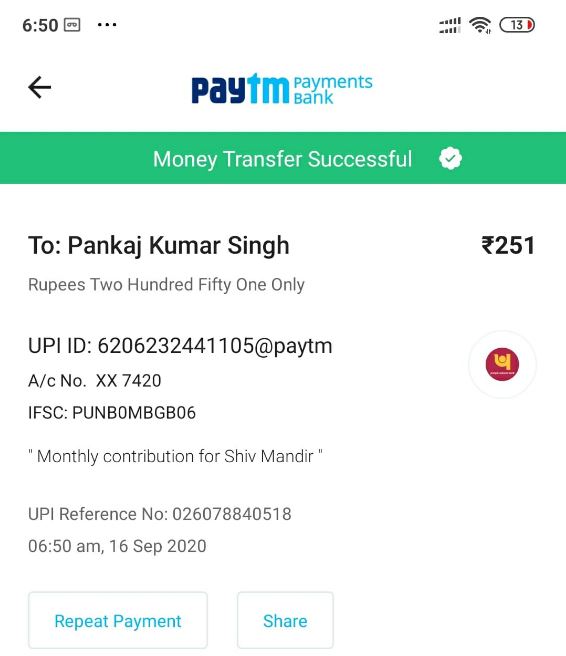 6:50
13
paytm Payments Bank
Money Transfer Successful
To: Pankaj Kumar Singh ₹251
Rupees Two Hundred Fifty One Only
UPI ID: 6206232441105@paytm
A/c No. XX 7420
IFSC: PUNB0MBGB06
" Monthly contribution for Shiv Mandir "
UPI Reference No: 026078840518
06:50 am, 16 Sep 2020
Repeat Payment Share